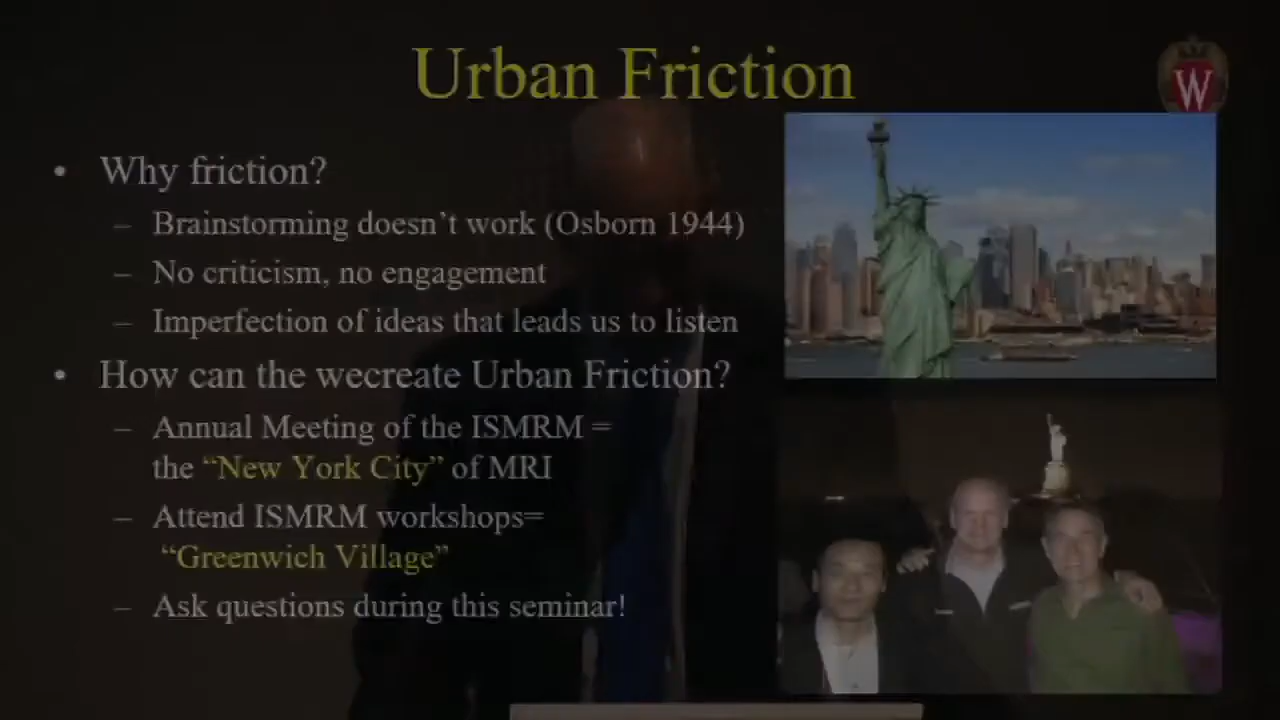 Urban Friction
W
• Why friction?
– Brainstorming doesn't work (Osborn 1944)
– No criticism, no engagement
– Imperfection of ideas that leads us to listen
• How can the wecreate Urban Friction?
– Annual Meeting of the ISMRM =
the “New York City” of MRI
– Attend ISMRM workshops=
“Greenwich Village”
– Ask questions during this seminar!